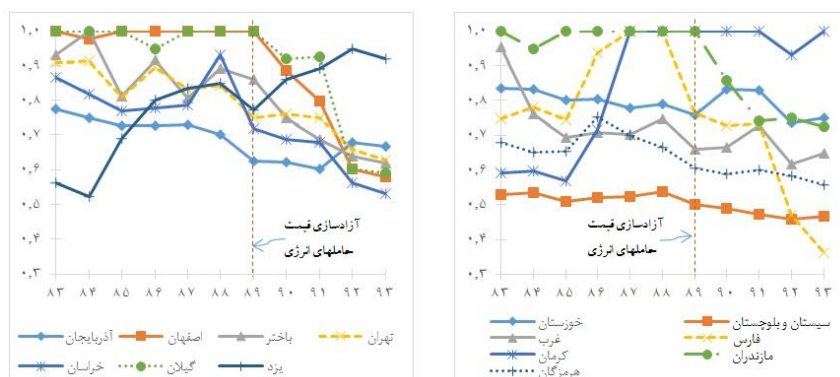 ۱,۰
۰,۹
۰,۸
۰,۷
۰,۶
۰,۵
۰,۴
۰,۳
آزادسازی قیمت
حاملهای انرژی
۸۳ ۸۴ ۸۵ ۸۶ ۸۷ ۸۸ ۸۹ ۹۰ ۹۱ ۹۲ ۹۳
آذربایجان اصفهان باختر تهران
خراسان گیلان یزد
۱,۰
۰,۹
۰,۸
۰,۷
۰,۶
۰,۵
۰,۴
۰,۳
آزادسازی قیمت
حاملهای انرژی
۸۳ ۸۴ ۸۵ ۸۶ ۸۷ ۸۸ ۸۹ ۹۰ ۹۱ ۹۲ ۹۳
خوزستان سیستان و بلوچستان
غرب فارس
کرمان مازندران
هرمزگان